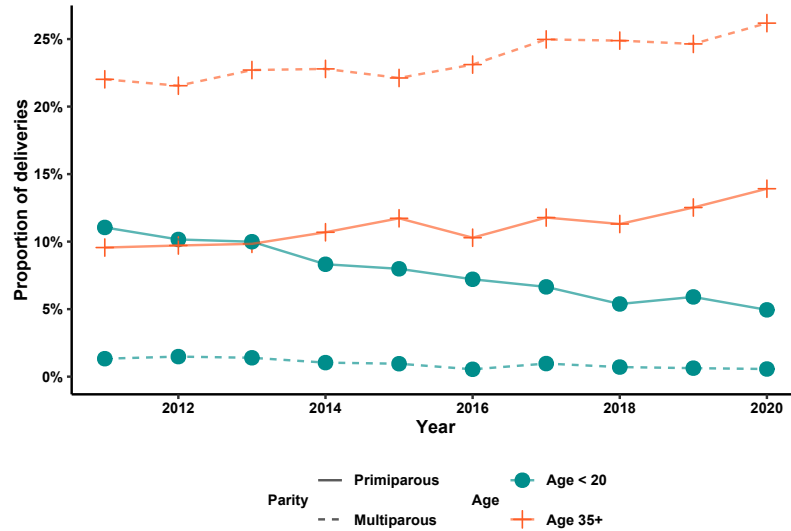 Proportion of deliveries
25%
20%
15%
10%
5%
0%
2012 2014 2016 2018 2020
Year
Parity
Primiparous
Multiparous
Age
Age < 20
Age 35+